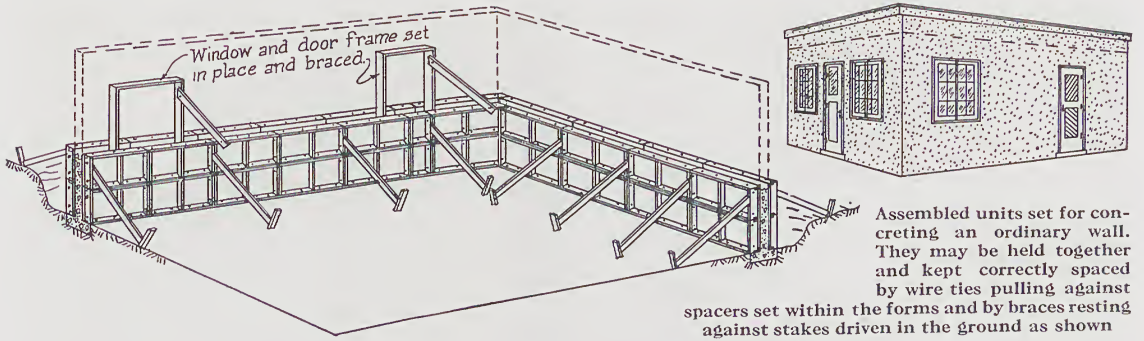 Window and door frame set
in place and braced.
Assembled units set for con-
creting an ordinary wall.
They may be held together
and kept correctly spaced
by wire ties pulling against
spacers set within the forms and by braces resting
against stakes driven in the ground as shown